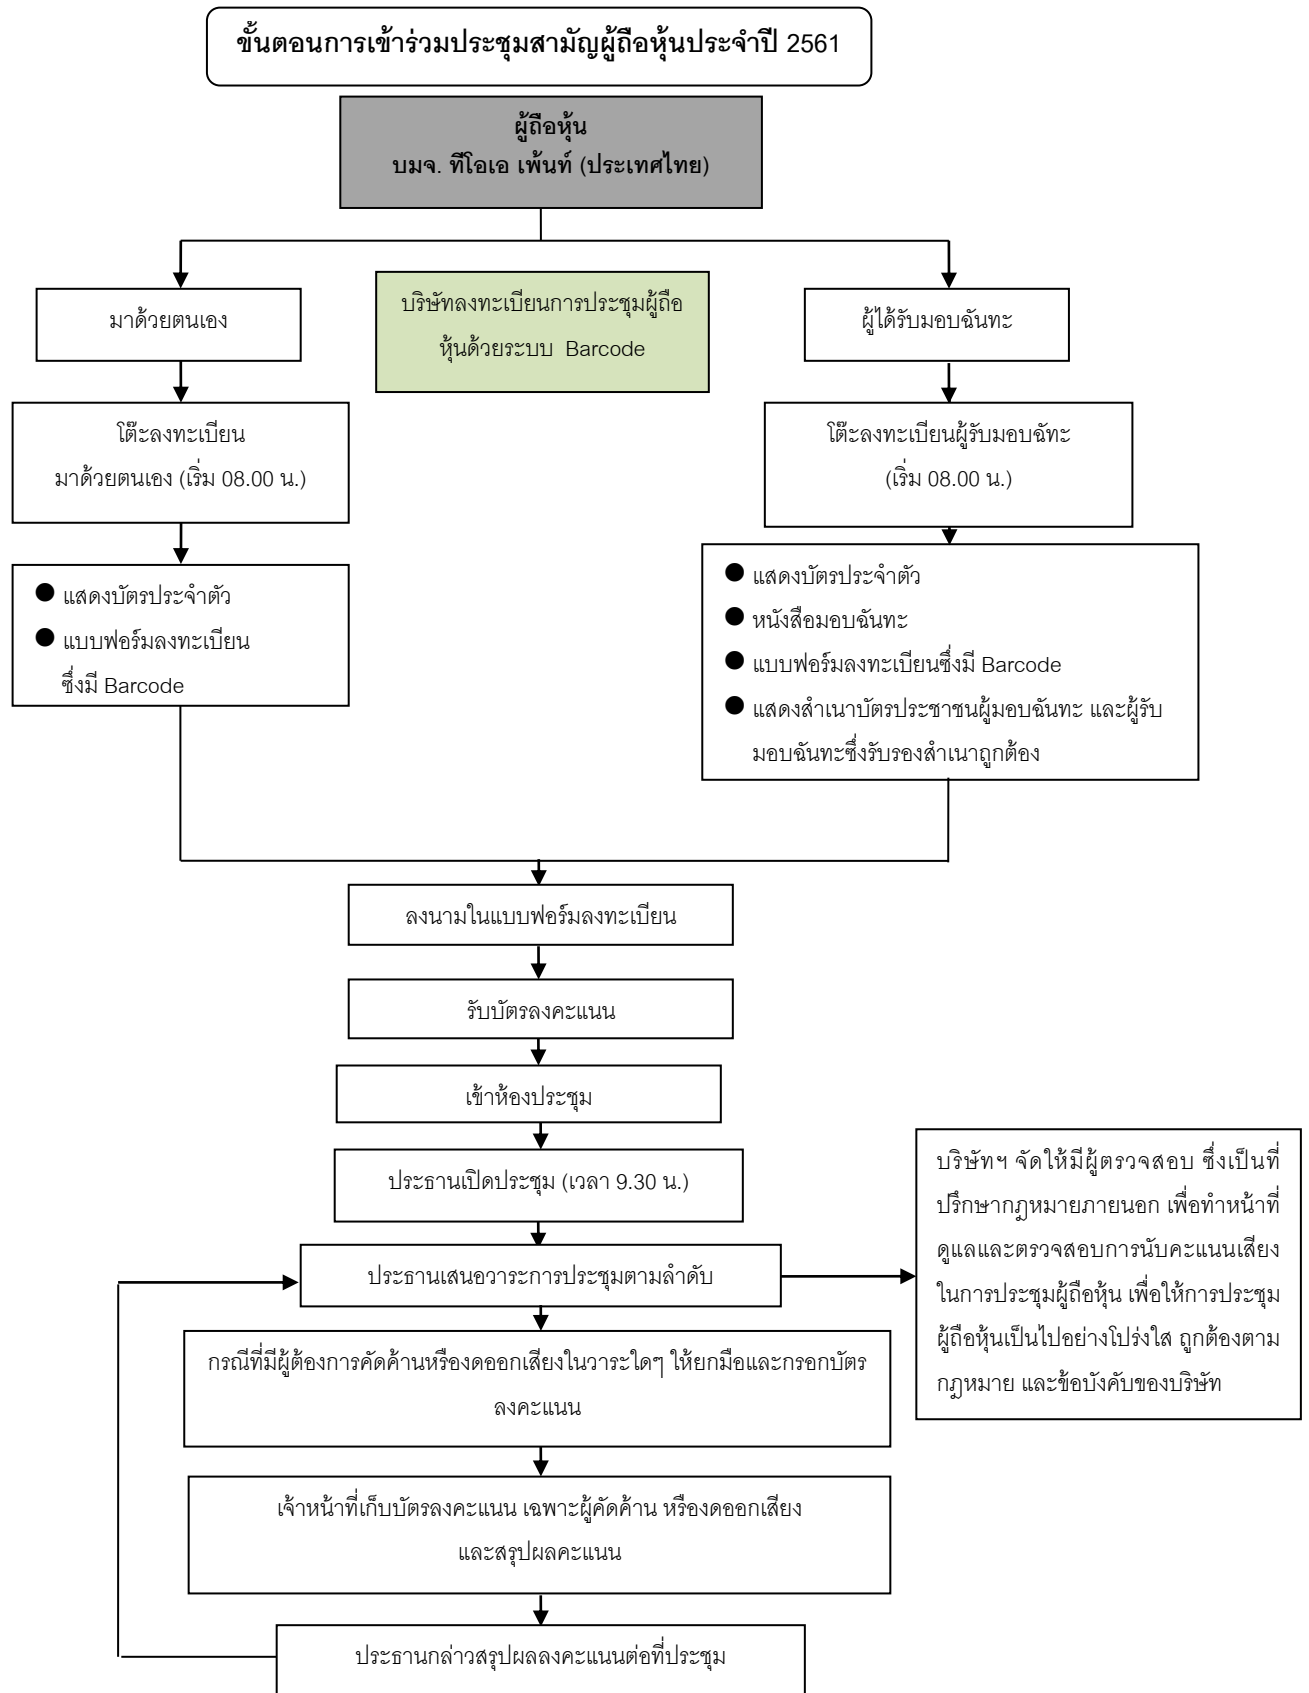 ขั้นตอนการเข้าร่วมประชุมสามัญผู้ถือหุ้นประจำปี 2561
ผู้ถือหุ้น
บมจ. ทีโอเอ เพ้นท์ (ประเทศไทย)
มาด้วยตนเอง
บริษัทลงทะเบียนการประชุมผู้ถือ
หุ้นด้วยระบบ Barcode
ผู้ได้รับมอบฉันทะ
โต๊ะลงทะเบียน
มาด้วยตนเอง (เริ่ม 08.00 น.)
โต๊ะลงทะเบียนผู้รับมอบฉัทะ
(เริ่ม 08.00 น.)
● แสดงบัตรประจำตัว
● แบบฟอร์มลงทะเบียน
ซึ่งมี Barcode
● แสดงบัตรประจำตัว
● หนังสือมอบฉันทะ
● แบบฟอร์มลงทะเบียนซึ่งมี Barcode
● แสดงสำเนาบัตรประชาชนผู้มอบฉันทะ และผู้รับ
มอบฉันทะซึ่งรับรองสำเนาถูกต้อง
ลงนามในแบบฟอร์มลงทะเบียน
รับบัตรลงคะแนน
เข้าห้องประชุม
ประธานเปิดประชุม (เวลา 9.30 น.)
ประธานเสนอวาระการประชุมตามลำดับ
บริษัทฯ จัดให้มีผู้ตรวจสอบ ซึ่งเป็นที่
ปรึกษากฎหมายภายนอก เพื่อทำหน้าที่
ดูแลและตรวจสอบการนับคะแนนเสียง
ในการประชุมผู้ถือหุ้น เพื่อให้การประชุม
ผู้ถือหุ้นเป็นไปอย่างโปร่งใส ถูกต้องตาม
กฎหมาย และข้อบังคับของบริษัท
กรณีที่มีผู้ต้องการคัดค้านหรืองดออกเสียงในวาระใดๆ ให้ยกมือและกรอกบัตร
ลงคะแนน
เจ้าหน้าที่เก็บบัตรลงคะแนน เฉพาะผู้คัดค้าน หรืองดออกเสียง
และสรุปผลคะแนน
ประธานกล่าวสรุปผลลงคะแนนต่อที่ประชุม